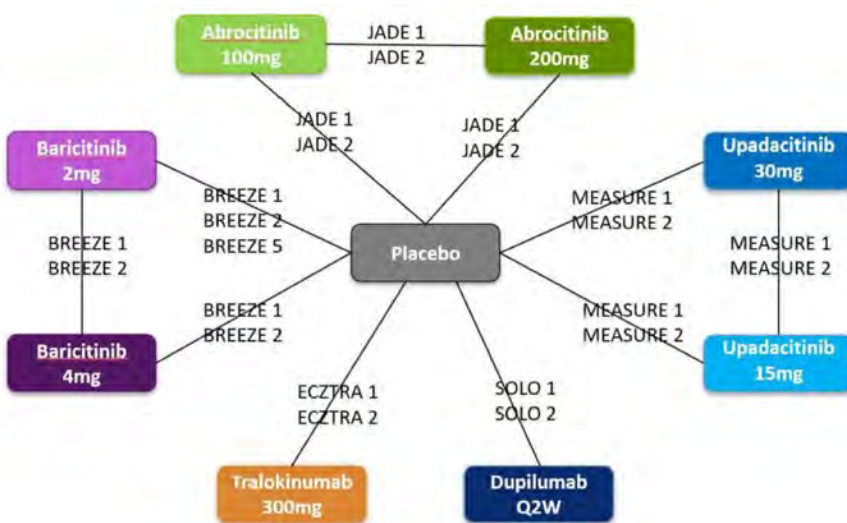 Abrocitinib
100mg
JADE 1
JADE 2
Abrocitinib
200mg
JADE 1
JADE 2
JADE 1
JADE 2
Baricitinib
2mg
Upadacitinib
30mg
BREEZE 1
BREEZE 2
BREEZE 5
MEASURE 1
MEASURE 2
BREEZE 1
BREEZE 2
Placebo
MEASURE 1
MEASURE 2
BREEZE 1
BREEZE 2
MEASURE 1
MEASURE 2
Baricitinib
4mg
Upadacitinib
15mg
ECZTRA 1
ECZTRA 2
SOLO 1
SOLO 2
Tralokinumab
300mg
Dupilumab
Q2W